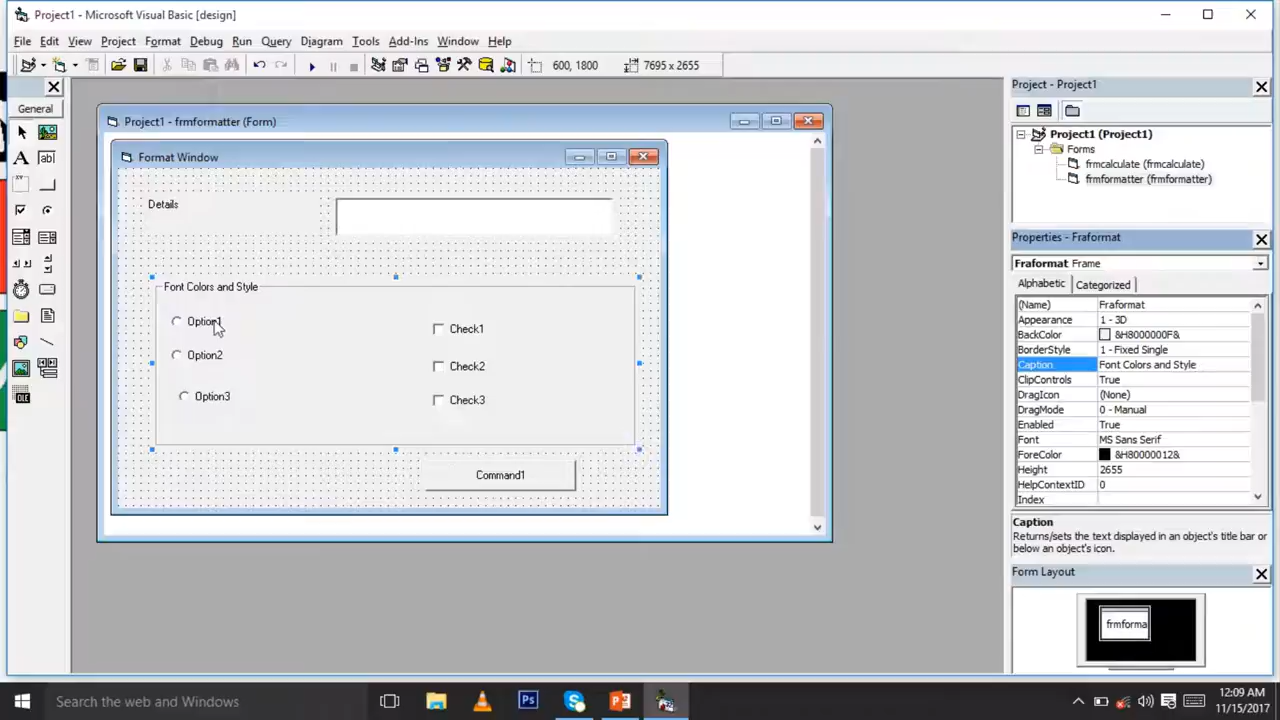 Project1 - Microsoft Visual Basic [design]
File Edit View Project Format Debug Run Query Diagram Tools Add-Ins Window Help
600, 1800 7695 x 2655
General
Project1 - frmformatter (Form)
Format Window
Details
Font Colors and Style
Option1
Check1
Option2
Check2
Option3
Check3
Command1
Project - Project1
Project1 (Project1)
Forms
frmcalculate (frmcalculate)
frmformatter (frmformatter)
Properties - Fraformat
Fraformat Frame
Alphabetic Categorized
(Name) Fraformat
Appearance 1 - 3D
BackColor &H8000000F&
BorderStyle 1 - Fixed Single
Caption Font Colors and Style
ClipControls True
DragIcon (None)
DragMode 0 - Manual
Enabled True
Font MS Sans Serif
ForeColor &H80000012&
Height 2655
HelpContextID 0
Index
Caption
Returns/sets the text displayed in an object's title bar or
below an object's icon.
Form Layout
frmforma
Search the web and Windows
12:09 AM
11/15/2017